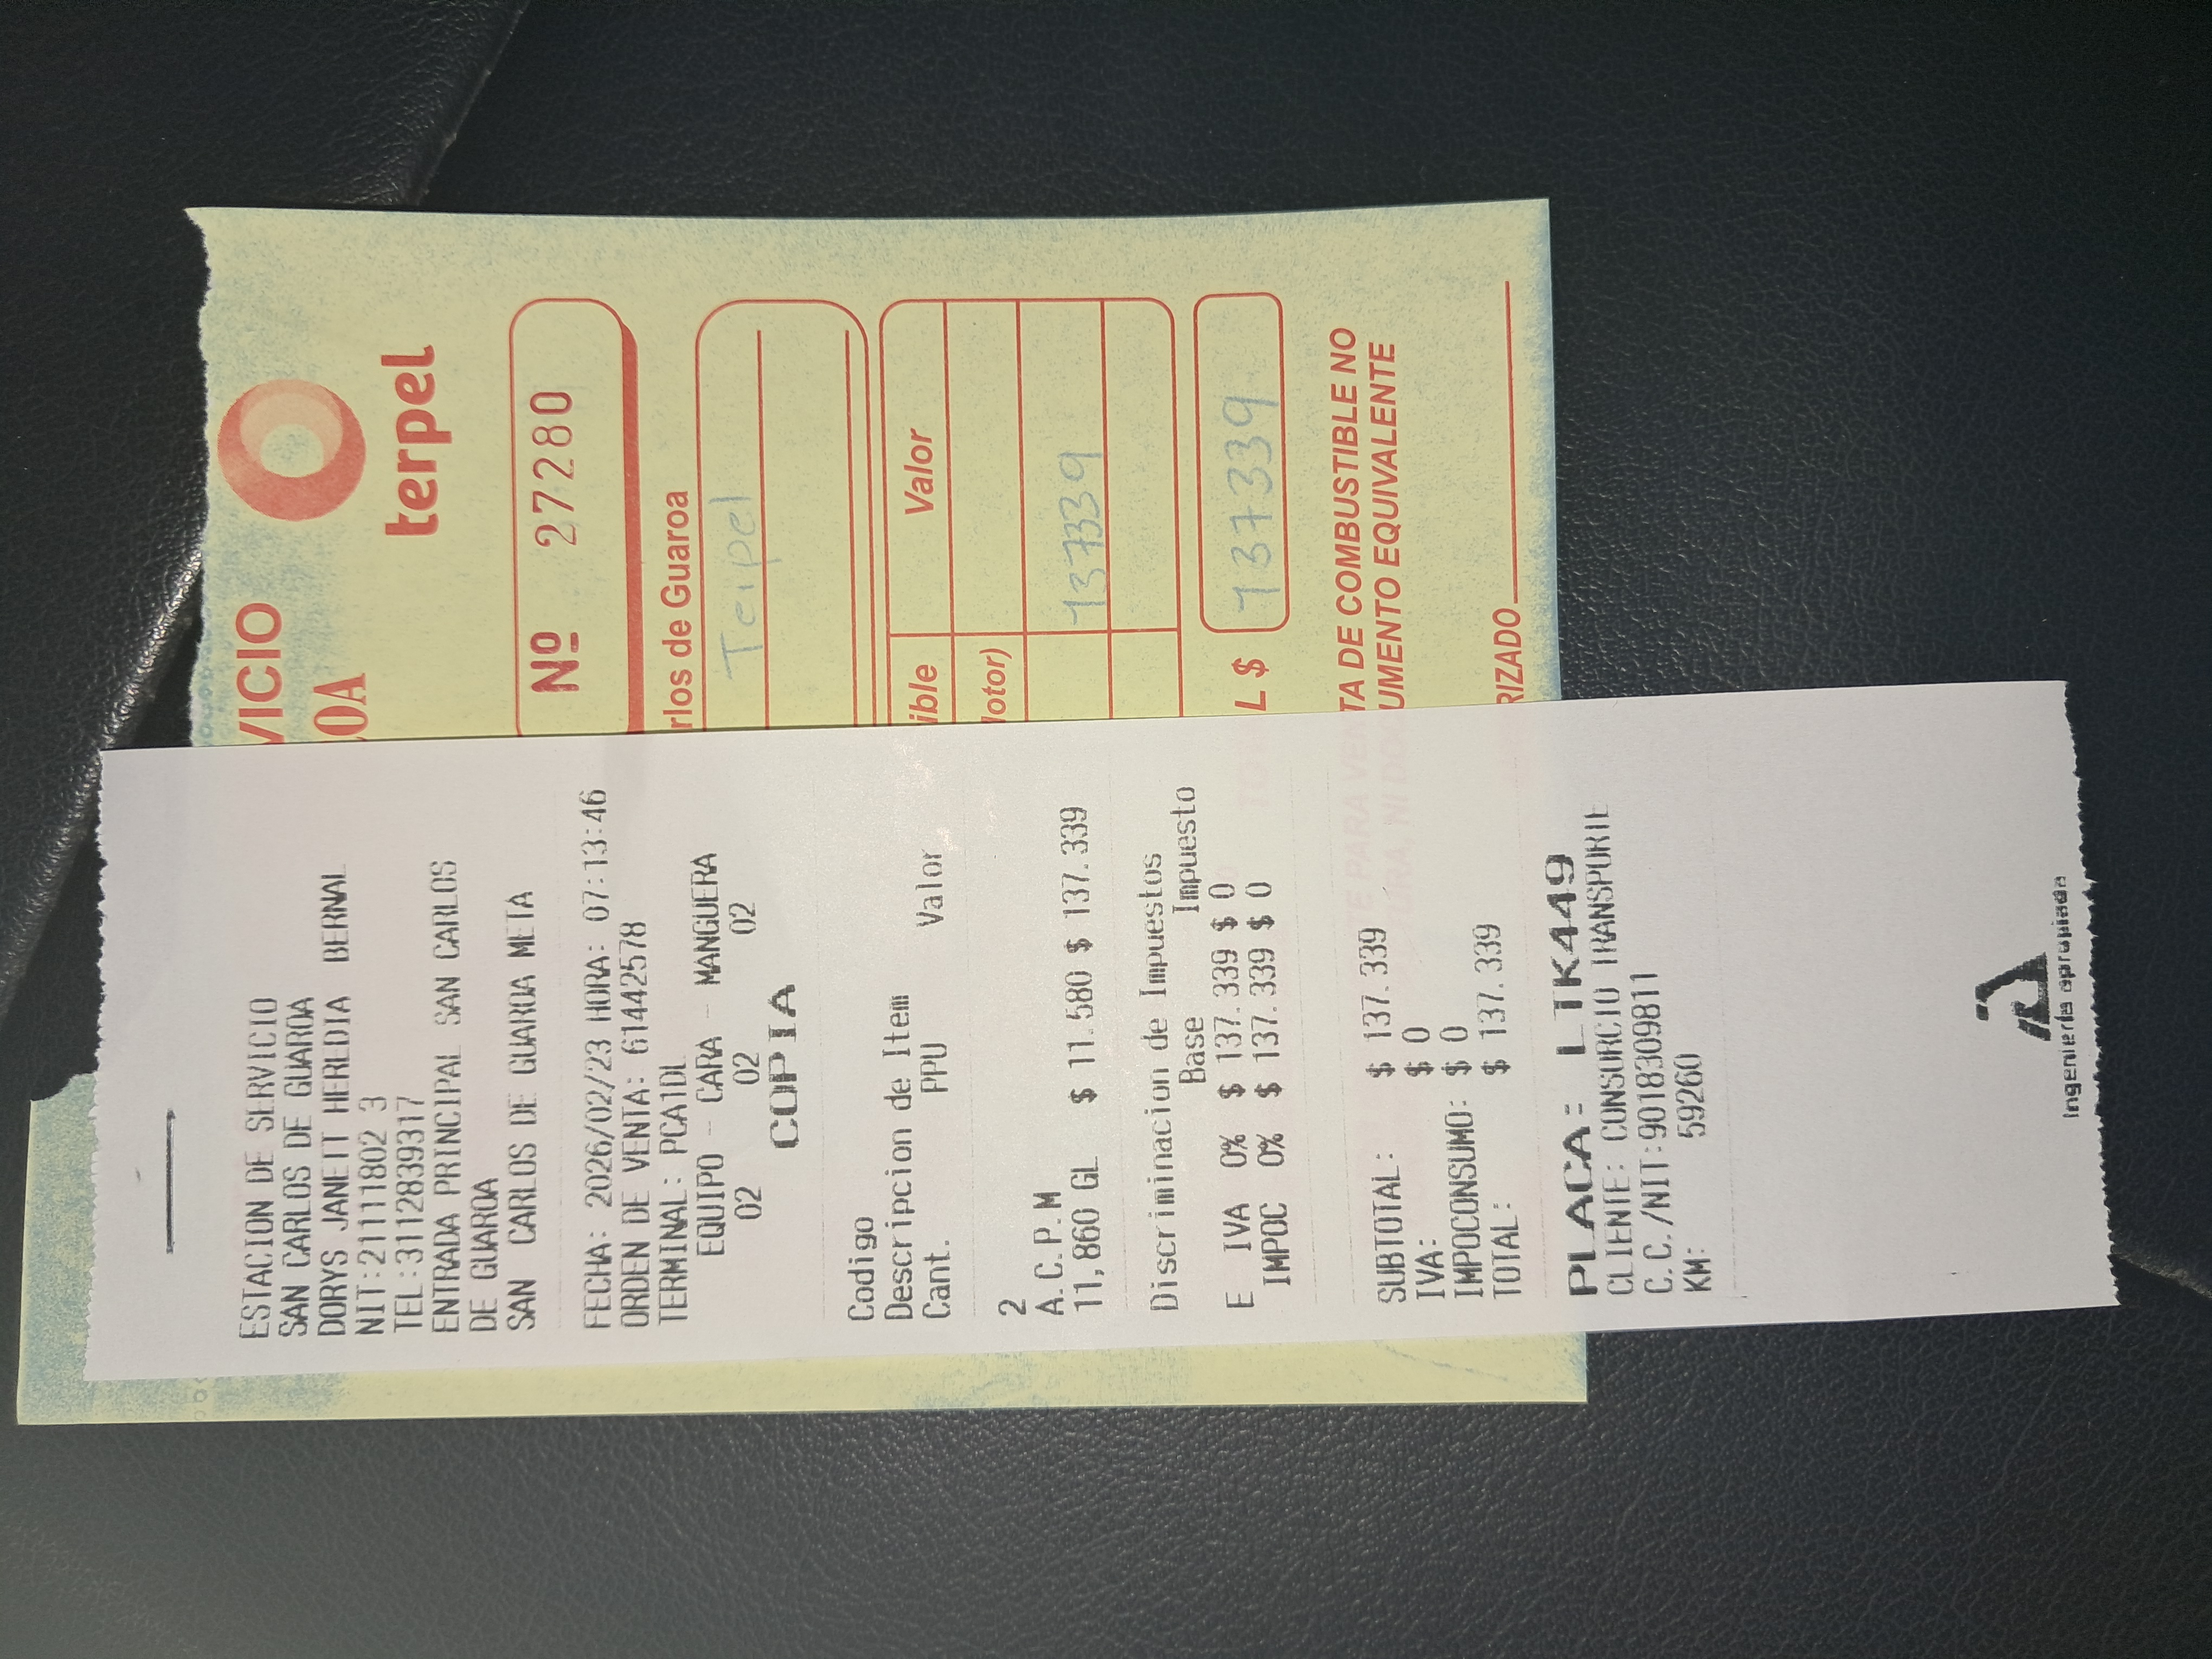 ESTACION DE SERVICIO
SAN CARLOS DE GUAROA
DORYS JANETT HEREDIA BERNAL
NIT:21111802 3
TEL:3112839317
ENTRADA PRINCIPAL SAN CARLOS
DE GUAROA
SAN CARLOS DE GUAROA META
FECHA: 2026/02/23 HORA: 07:13:46
ORDEN DE VENTA: 614442578
TERMINAL: PCA1DL
EQUIPO - CARA - MANGUERA
02 02 02
COPIA
Codigo
Descripcion de Item
Cant. PPU Valor
2
A.C.P.M
11,860 GL $ 11.580 $ 137.339
Discriminacion de Impuestos
Base Impuesto
E IVA 0% $ 137.339 $ 0
IMPOC 0% $ 137.339 $ 0
SUBTOTAL: $ 137.339
IVA: $ 0
IMPOCONSUMO: $ 0
TOTAL: $ 137.339
PLACA: LTK449
CLIENTE: CONSORCIO TRANSPORTE
C.C./NIT:9018309811
KM: 59260
Ingeniería apropiada
VICIO
OA
terpel
Nº 27280
rlos de Guaroa
Terpel
ible Valor
lotor)
137339
L $ 137339
TA DE COMBUSTIBLE NO
UMENTO EQUIVALENTE
RIZADO